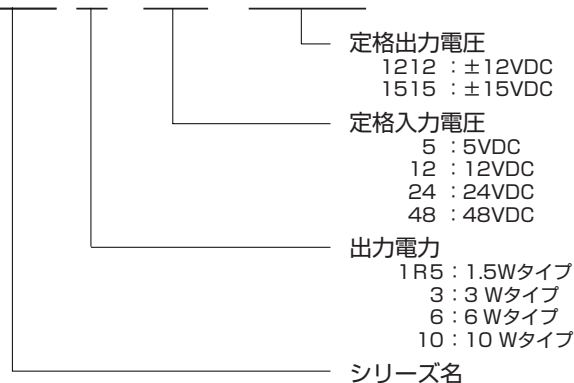 定格出力電圧
1212 ：±12VDC
1515 ：±15VDC
定格入力電圧
5 ：5VDC
12 ：12VDC
24 ：24VDC
48 ：48VDC
出力電力
1R5：1.5Wタイプ
3：3 Wタイプ
6：6 Wタイプ
10：10 Wタイプ
シリーズ名